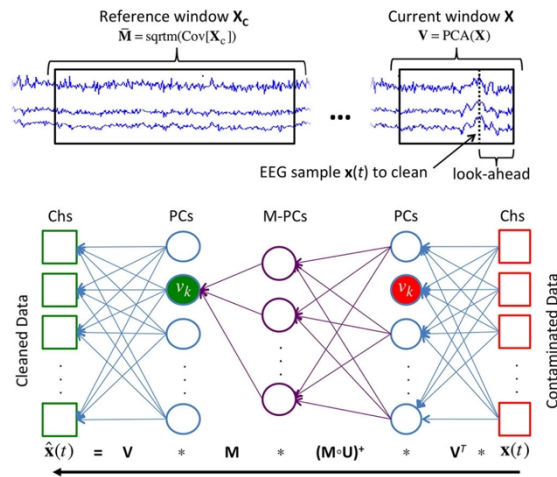 Reference window X_C
M̄ = sqrtm(Cov[X_c])
Current window X
V = PCA(X)
...
EEG sample x(t) to clean
look-ahead
Chs PCs M-PCs PCs Chs
Cleaned Data
v_k
v_k
Contaminated Data
x̂(t) = V * M * (M∘U)⁺ * Vᵀ * x(t)